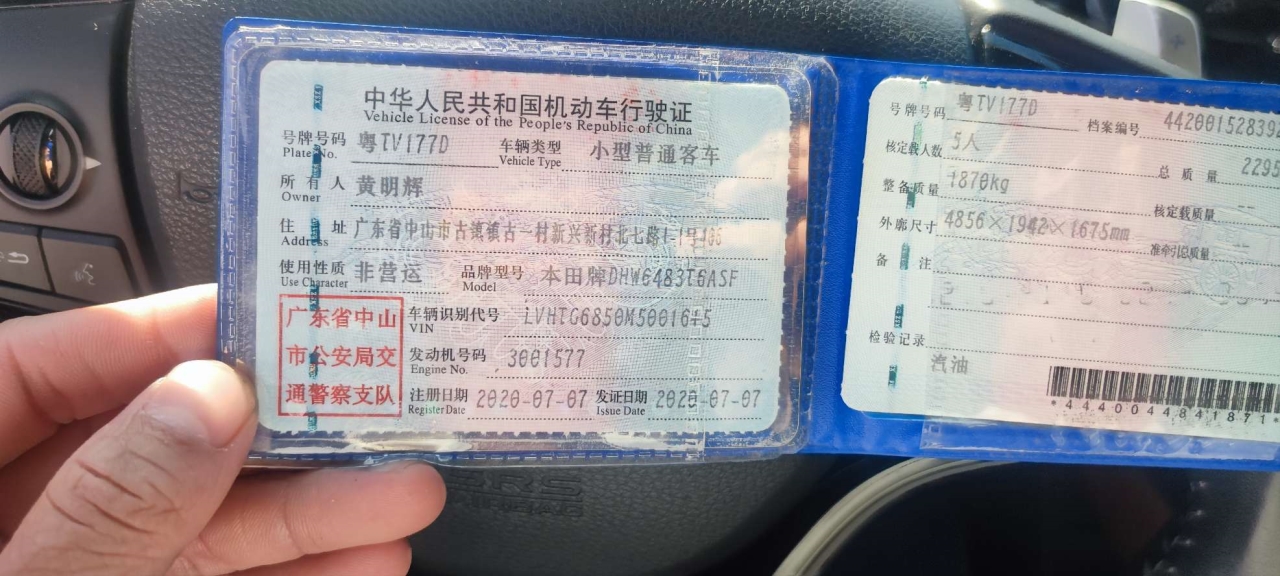 中华人民共和国机动车行驶证
Vehicle License of the People's Republic of China
号牌号码 粤TV177D 车辆类型 小型普通客车
Plate No. Vehicle Type
所有人 黄明辉
Owner
住址 广东省中山市古镇镇古一村新兴新村北七路
Address
使用性质 非营运 品牌型号 本田牌DHW6483T6ASF
Use Character Model
广东省中山
市公安局交
通警察支队
车辆识别代号
VIN
发动机号码 3001577
Engine No.
注册日期 2020-07-07 发证日期 2020-07-07
Register Date Issue Date
号牌号码 粤TV177D 档案编号 44200152839
核定载人数 5人 总质量 2295
整备质量 1870kg 核定载质量 --
外廓尺寸 4856×1942×1675mm 准牵引总质量 --
备注
检验记录
汽油
*4440044841871*
SRS